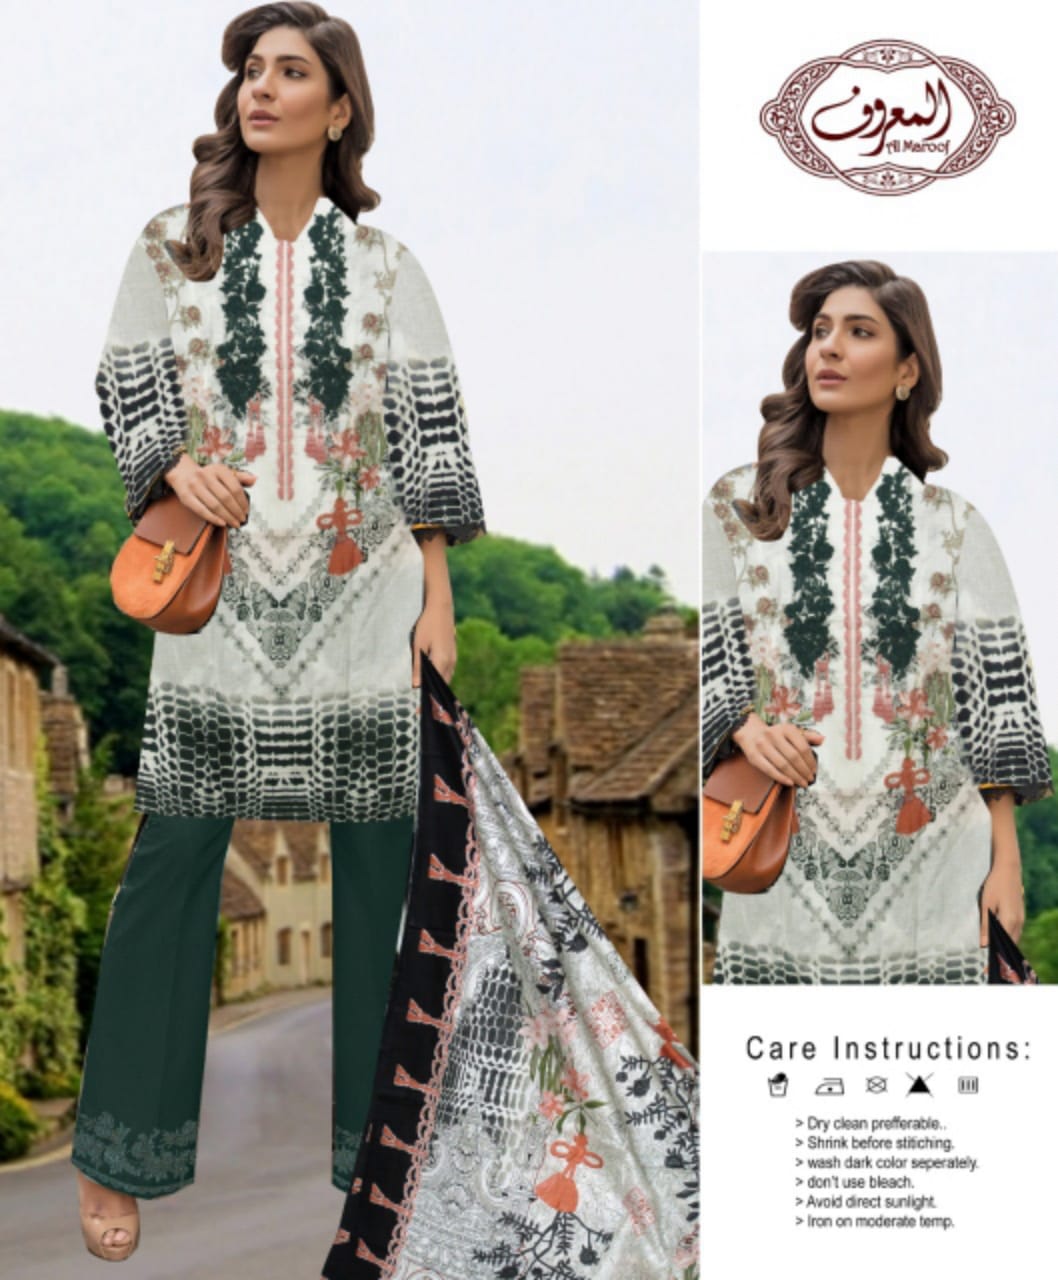 المعروف
Al Maroof
Care Instructions:
> Dry clean prefferable..
> Shrink before stitiching.
> wash dark color seperately.
> don't use bleach.
> Avoid direct sunlight.
> Iron on moderate temp.